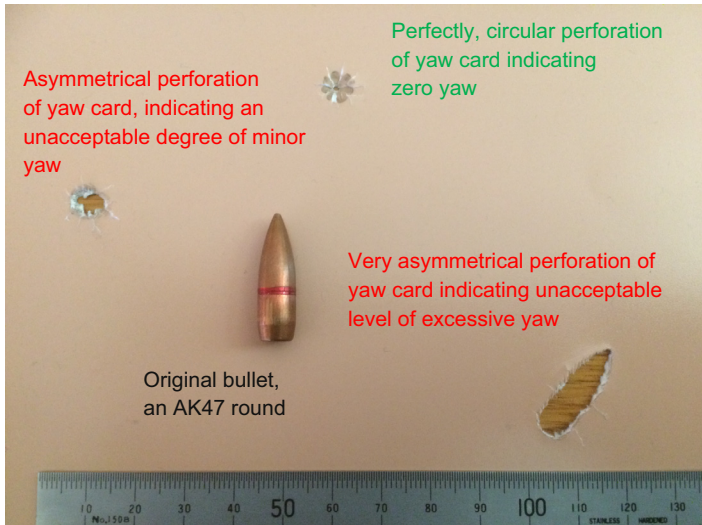 Perfectly, circular perforation
of yaw card indicating
zero yaw
Asymmetrical perforation
of yaw card, indicating an
unacceptable degree of minor
yaw
Very asymmetrical perforation of
yaw card indicating unacceptable
level of excessive yaw
Original bullet,
an AK47 round
10 20 30 40 50 60 70 80 90 100 110 120 130
No.150B STAINLESS HARDENED